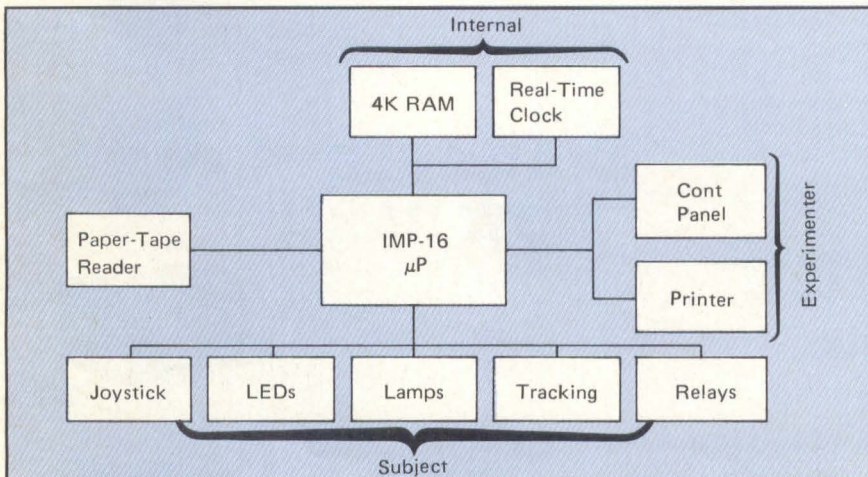 Internal
4K RAM
Real-Time
Clock
Paper-Tape
Reader
IMP-16
μP
Cont
Panel
Printer
Experimenter
Joystick
LEDs
Lamps
Tracking
Relays
Subject